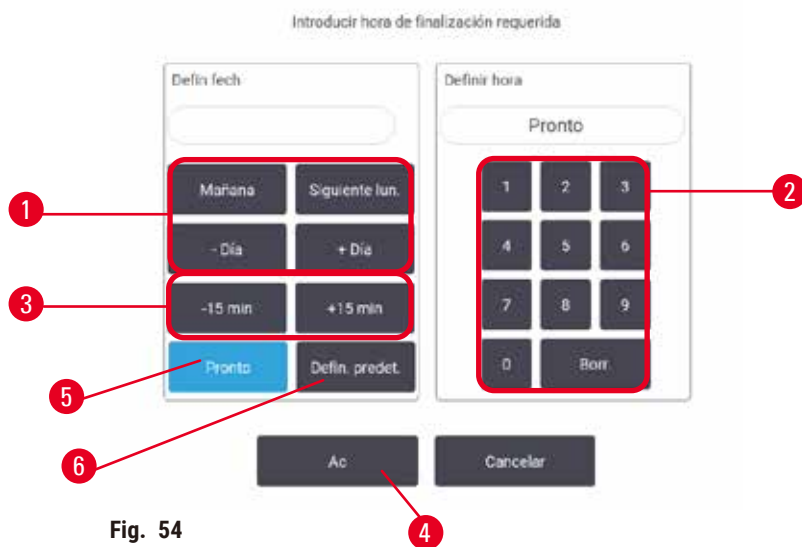 Introducir hora de finalización requerida
Defin fech
Definir hora
Pronto
Mañana
Siguiente lun.
1
2
3
1
2
- Día
+ Día
4
5
6
3
-15 min
+15 min
7
8
9
Pronto
Defin. predet.
0
Borr.
5
6
Ac
Cancelar
Fig. 54
4